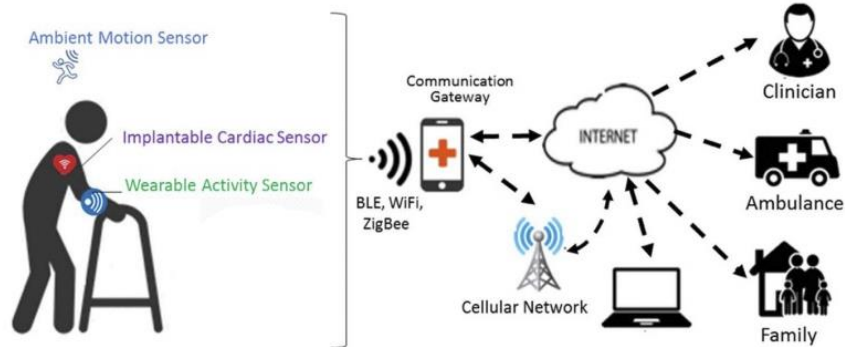 Ambient Motion Sensor
Implantable Cardiac Sensor
Wearable Activity Sensor
Communication
Gateway
BLE, WiFi,
ZigBee
INTERNET
Cellular Network
Clinician
Ambulance
Family